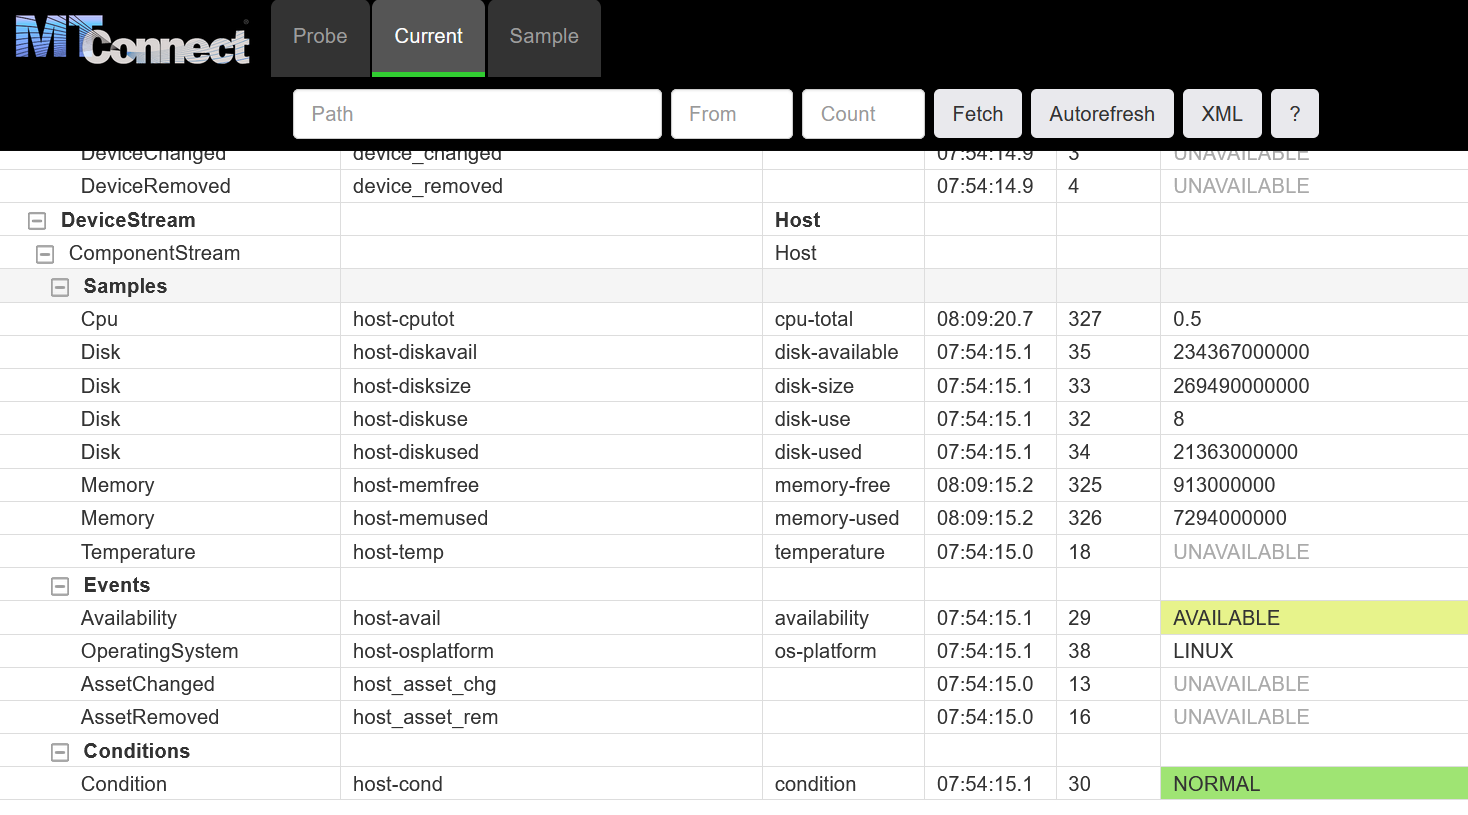 MTConnect
Probe Current Sample
Path From Count Fetch Autorefresh XML ?
DeviceChanged device_changed 07:54:14.9 3 UNAVAILABLE
DeviceRemoved device_removed 07:54:14.9 4 UNAVAILABLE
DeviceStream Host
ComponentStream Host
Samples
Cpu host-cputot cpu-total 08:09:20.7 327 0.5
Disk host-diskavail disk-available 07:54:15.1 35 234367000000
Disk host-disksize disk-size 07:54:15.1 33 269490000000
Disk host-diskuse disk-use 07:54:15.1 32 8
Disk host-diskused disk-used 07:54:15.1 34 21363000000
Memory host-memfree memory-free 08:09:15.2 325 913000000
Memory host-memused memory-used 08:09:15.2 326 7294000000
Temperature host-temp temperature 07:54:15.0 18 UNAVAILABLE
Events
Availability host-avail availability 07:54:15.1 29 AVAILABLE
OperatingSystem host-osplatform os-platform 07:54:15.1 38 LINUX
AssetChanged host_asset_chg 07:54:15.0 13 UNAVAILABLE
AssetRemoved host_asset_rem 07:54:15.0 16 UNAVAILABLE
Conditions
Condition host-cond condition 07:54:15.1 30 NORMAL